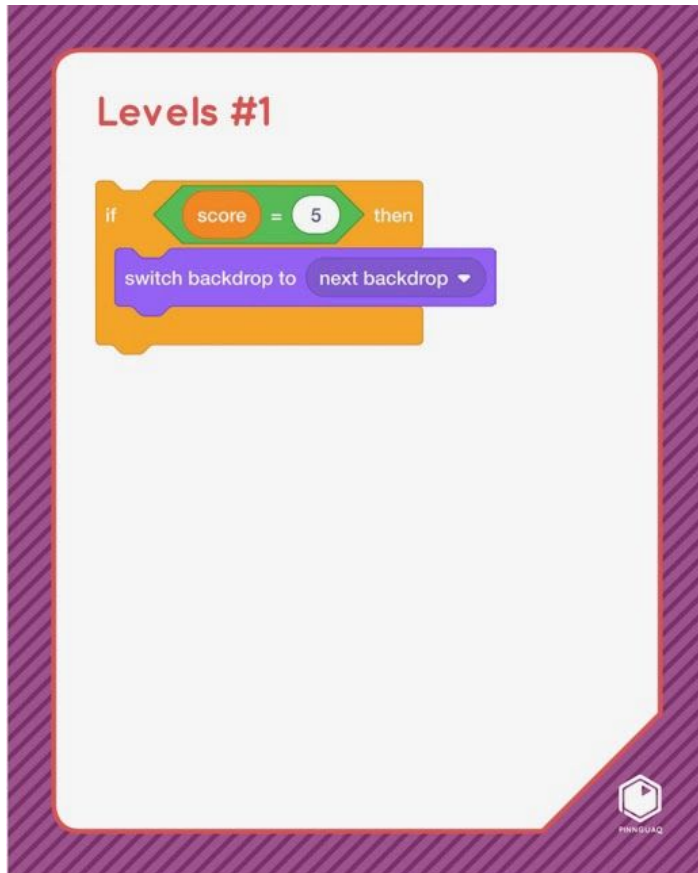 Levels #1
if score = 5 then
switch backdrop to next backdrop
PINNGUAQ